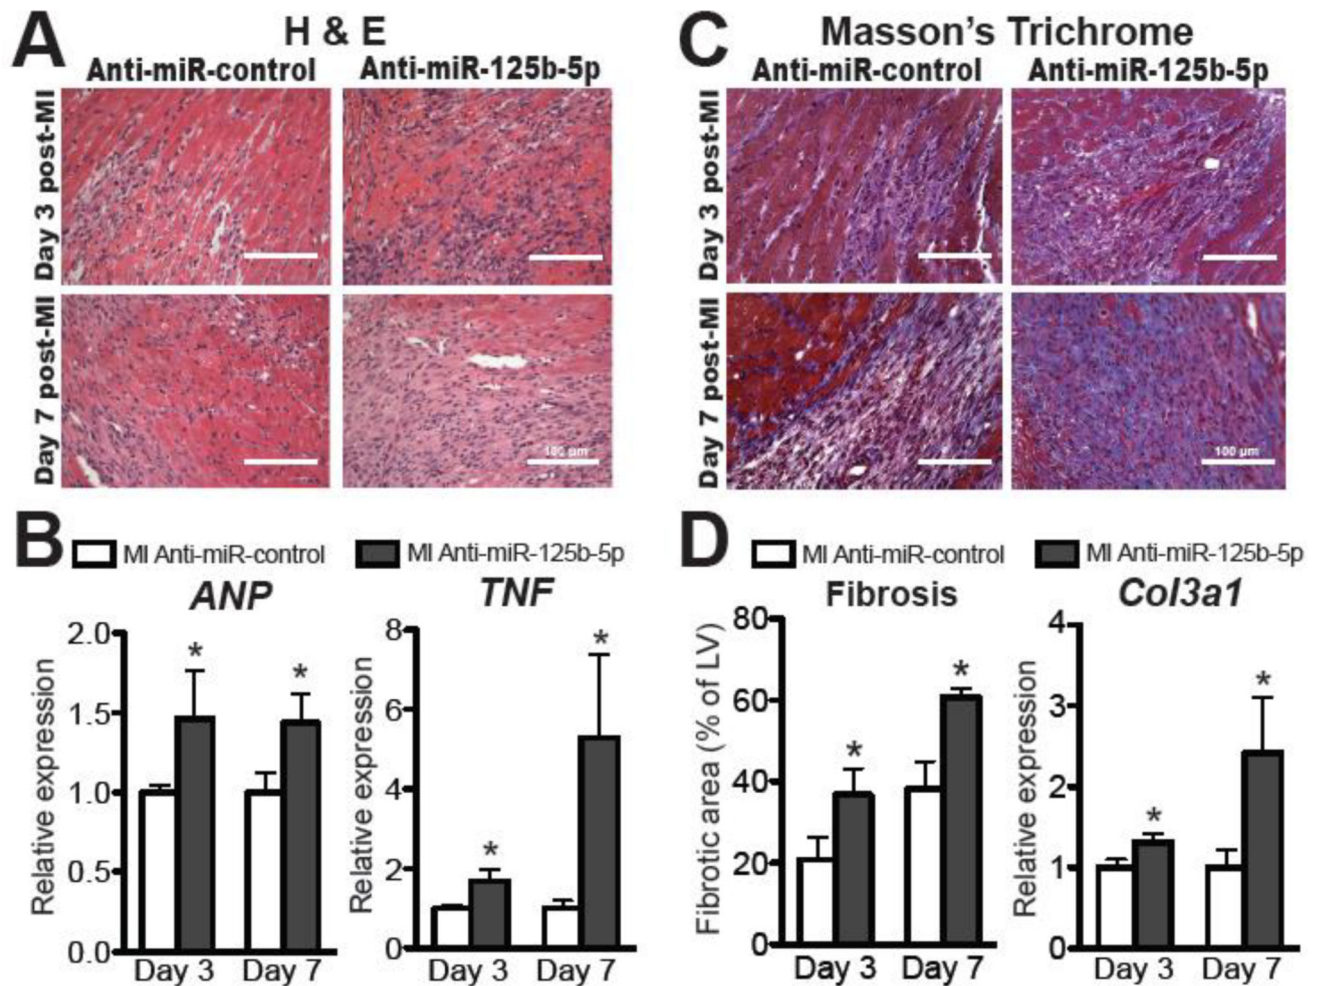 A
H & E
Anti-miR-control
Anti-miR-125b-5p
Day 3 post-MI
Day 7 post-MI
100 µm
C
Masson's Trichrome
Anti-miR-control
Anti-miR-125b-5p
Day 3 post-MI
Day 7 post-MI
100 µm
B
MI Anti-miR-control
MI Anti-miR-125b-5p
ANP
Relative expression
2.0
1.5
1.0
0.5
0.0
*
*
Day 3
Day 7
TNF
Relative expression
8
6
4
2
0
*
*
Day 3
Day 7
D
MI Anti-miR-control
MI Anti-miR-125b-5p
Fibrosis
Fibrotic area (% of LV)
80
60
40
20
0
*
*
Day 3
Day 7
Col3a1
Relative expression
4
3
2
1
0
*
*
Day 3
Day 7